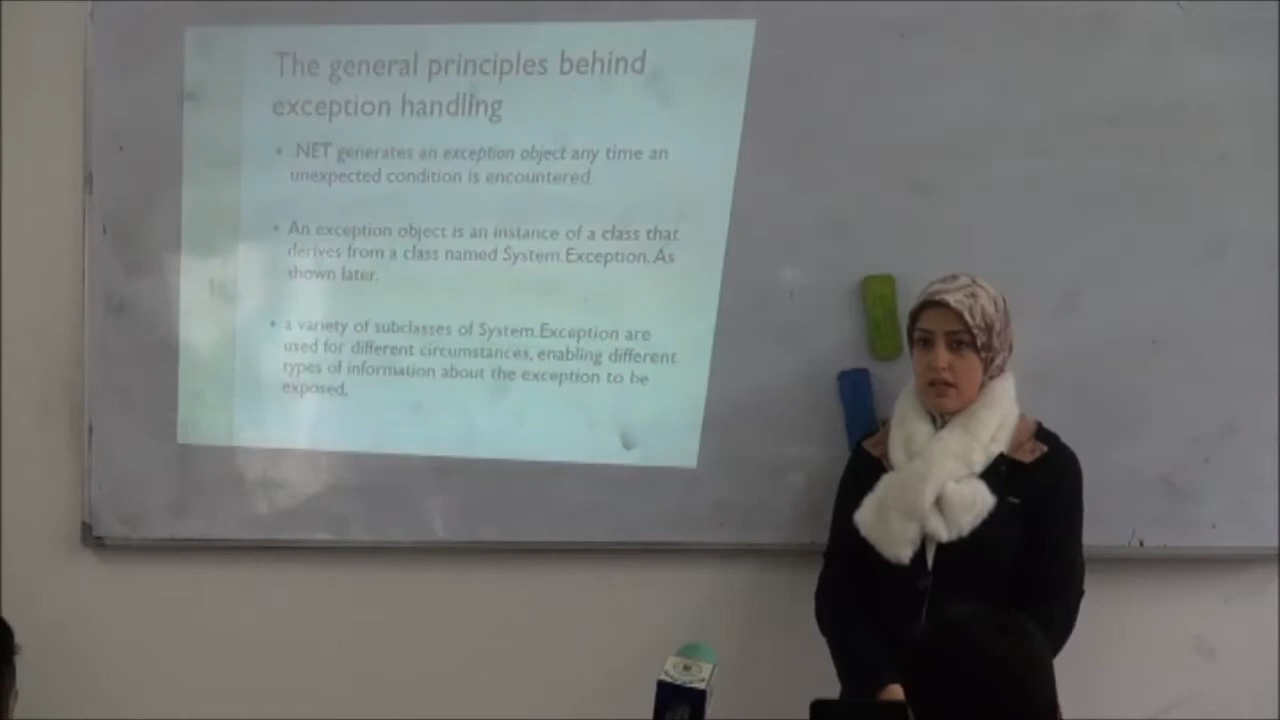 The general principles behind
exception handling
• .NET generates an exception object any time an
unexpected condition is encountered.
• An exception object is an instance of a class that
derives from a class named System.Exception. As
shown later.
• a variety of subclasses of System.Exception are
used for different circumstances, enabling different
types of information about the exception to be
exposed.